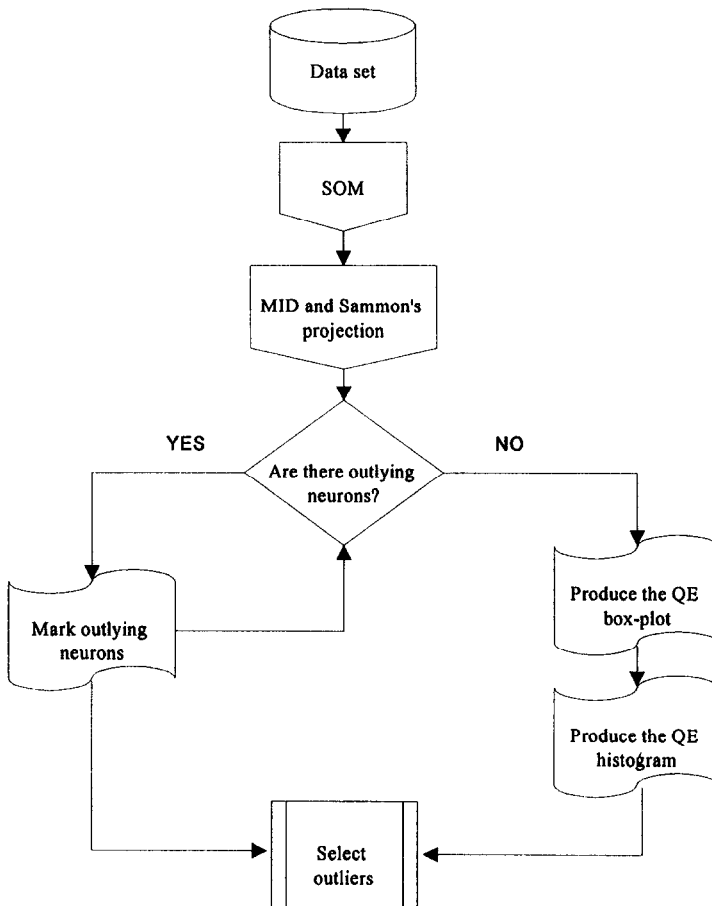 Data set
SOM
MID and Sammon's
projection
YES
NO
Are there outlying
neurons?
Mark outlying
neurons
Produce the QE
box-plot
Produce the QE
histogram
Select
outliers